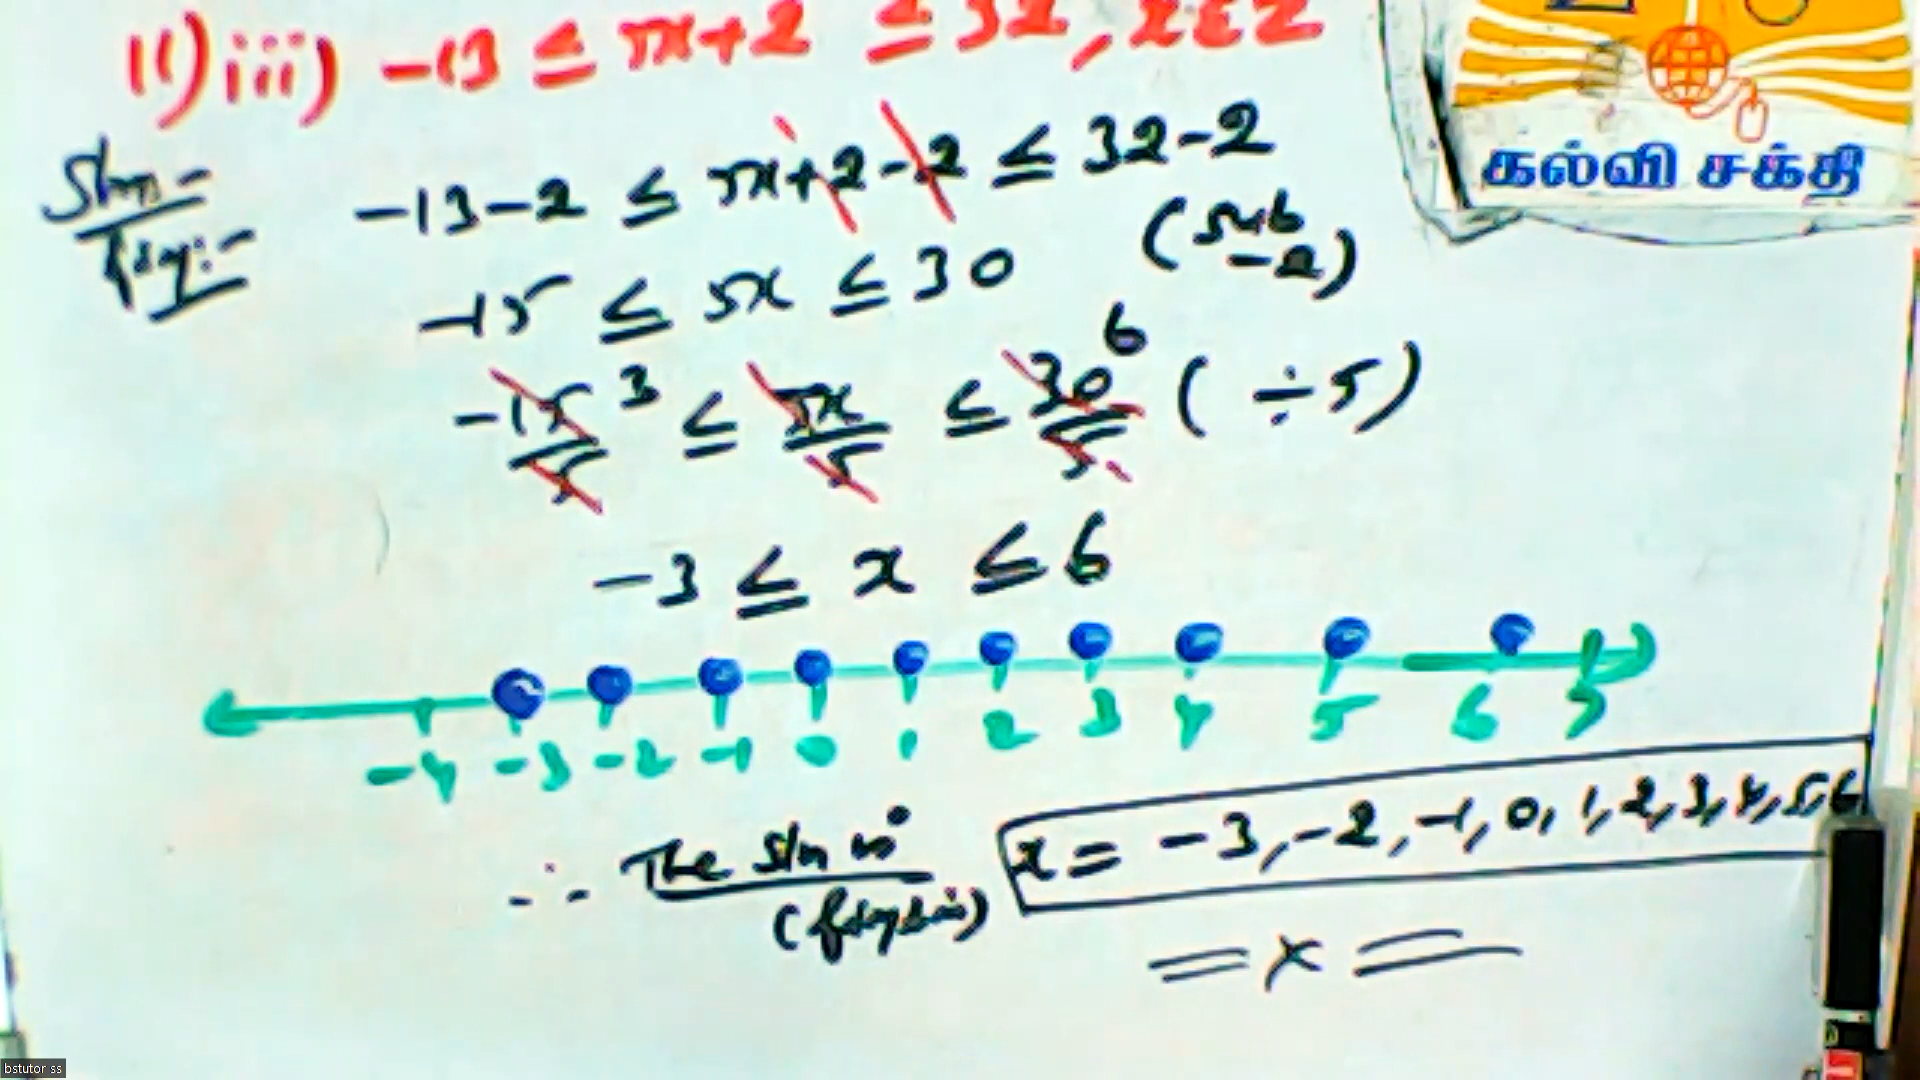 11) iii) -13 ≤ 5x+2 ≤ 32, x∈Z
கல்வி சக்தி
Sln:-
-13-2 ≤ 5x+2-2 ≤ 32-2
(sub -2)
-15 ≤ 5x ≤ 30
-15/5 3 ≤ 5x/5 ≤ 30/5 6 (÷5)
-3 ≤ x ≤ 6
-4 -3 -2 -1 0 1 2 3 4 5 6 7
∴ The sln is x = -3, -2, -1, 0, 1, 2, 3, 4, 5, 6
= x =
bstutor ss